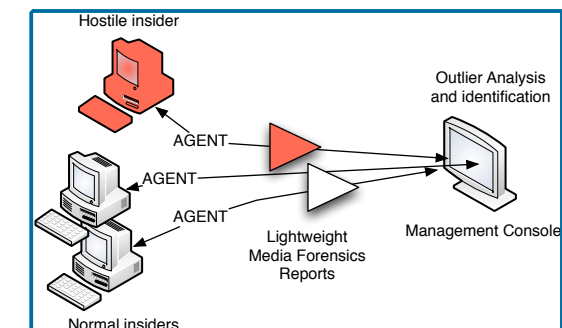 Hostile insider
Outlier Analysis
and identification
AGENT
AGENT
AGENT
Lightweight
Media Forensics
Reports
Management Console
Normal insiders